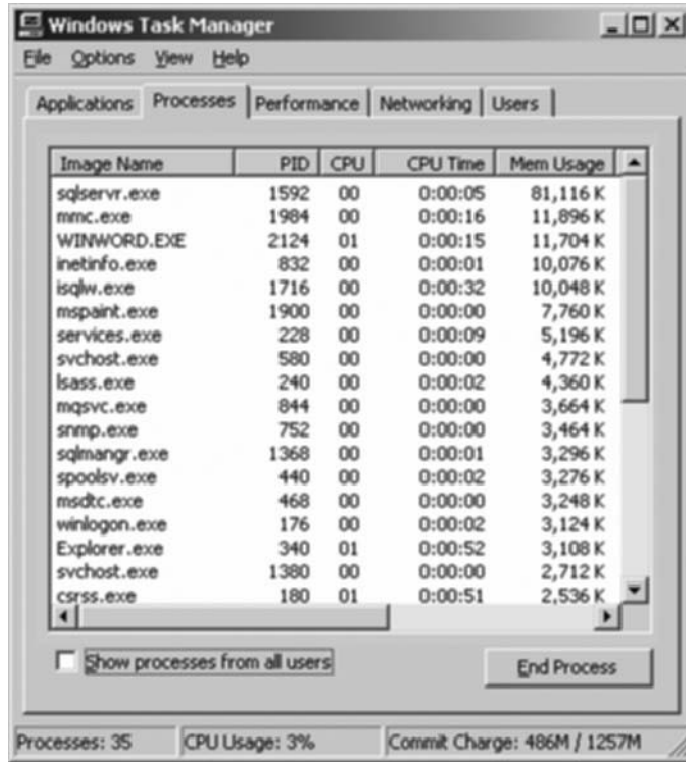 Windows Task Manager
File Options View Help
Applications Processes Performance Networking Users
Image Name PID CPU CPU Time Mem Usage
sqlservr.exe 1592 00 0:00:05 81,116 K
mmc.exe 1984 00 0:00:16 11,896 K
WINWORD.EXE 2124 01 0:00:15 11,704 K
inetinfo.exe 832 00 0:00:01 10,076 K
isqlw.exe 1716 00 0:00:32 10,048 K
mspaint.exe 1900 00 0:00:00 7,760 K
services.exe 228 00 0:00:09 5,196 K
svchost.exe 580 00 0:00:00 4,772 K
lsass.exe 240 00 0:00:02 4,360 K
mqsvc.exe 844 00 0:00:00 3,664 K
snmp.exe 752 00 0:00:00 3,464 K
sqlmangr.exe 1368 00 0:00:01 3,296 K
spoolsv.exe 440 00 0:00:02 3,276 K
msdtc.exe 468 00 0:00:00 3,248 K
winlogon.exe 176 00 0:00:02 3,124 K
Explorer.exe 340 01 0:00:52 3,108 K
svchost.exe 1380 00 0:00:00 2,712 K
csrss.exe 180 01 0:00:51 2,536 K
Show processes from all users
End Process
Processes: 35 CPU Usage: 3% Commit Charge: 486M / 1257M